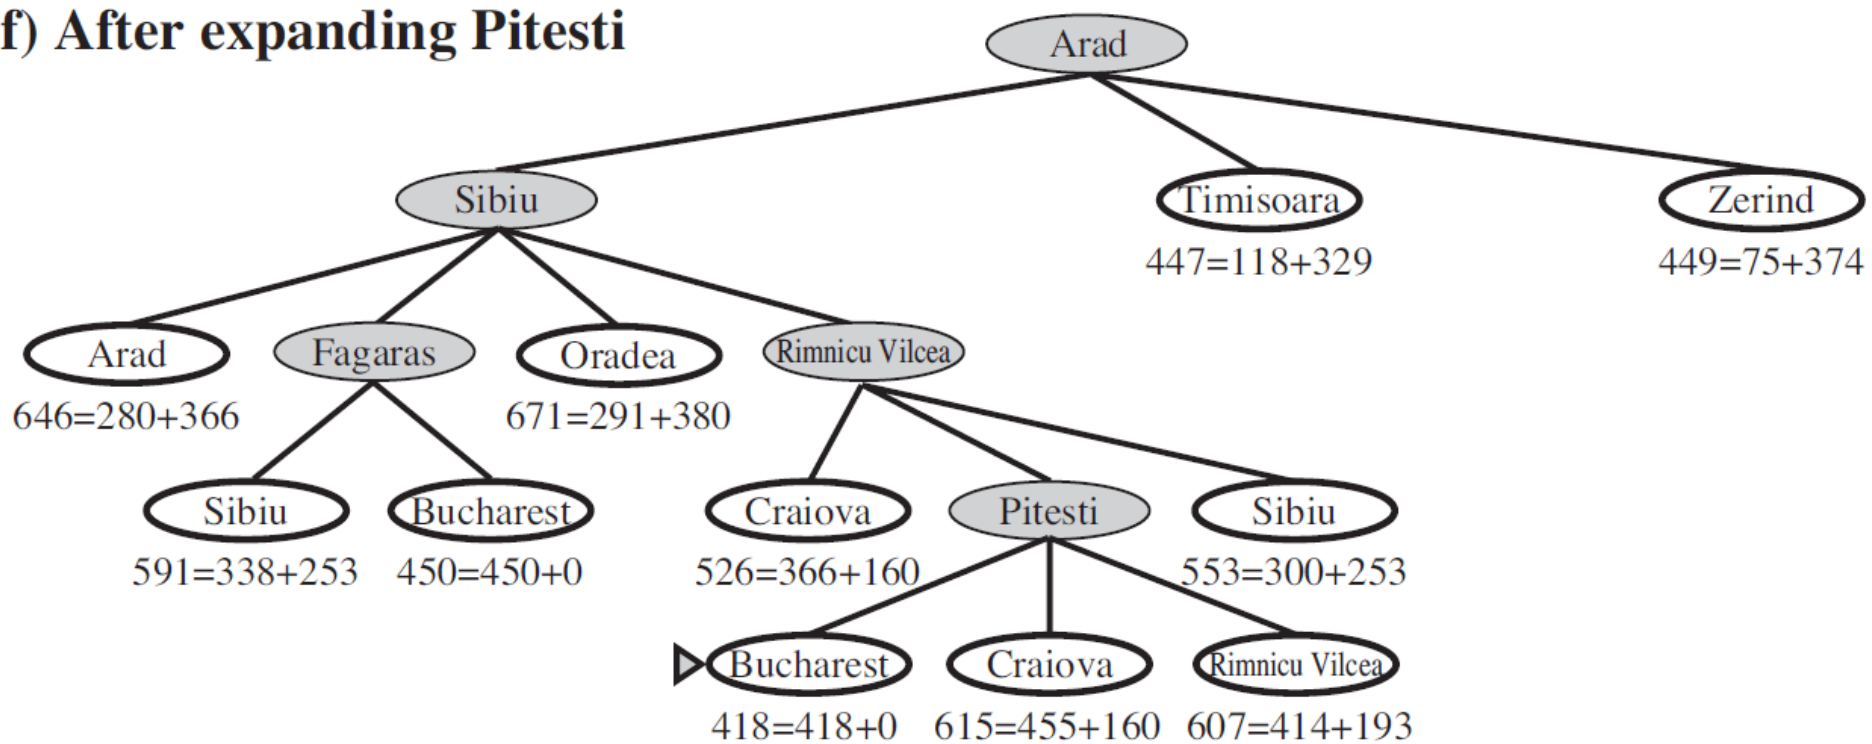 f) After expanding Pitesti
Arad
Sibiu
Timisoara
Zerind
447=118+329
449=75+374
Arad
Fagaras
Oradea
Rimnicu Vilcea
646=280+366
671=291+380
Sibiu
Bucharest
Craiova
Pitesti
Sibiu
591=338+253
450=450+0
526=366+160
553=300+253
Bucharest
Craiova
Rimnicu Vilcea
418=418+0
615=455+160
607=414+193